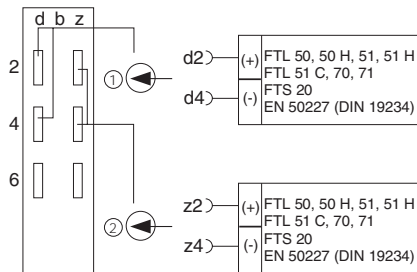 d b z
2
4
6
1
2
d2
d4
(+)
(-)
FTL 50, 50 H, 51, 51 H
FTL 51 C, 70, 71
FTS 20
EN 50227 (DIN 19234)
z2
z4
(+)
(-)
FTL 50, 50 H, 51, 51 H
FTL 51 C, 70, 71
FTS 20
EN 50227 (DIN 19234)